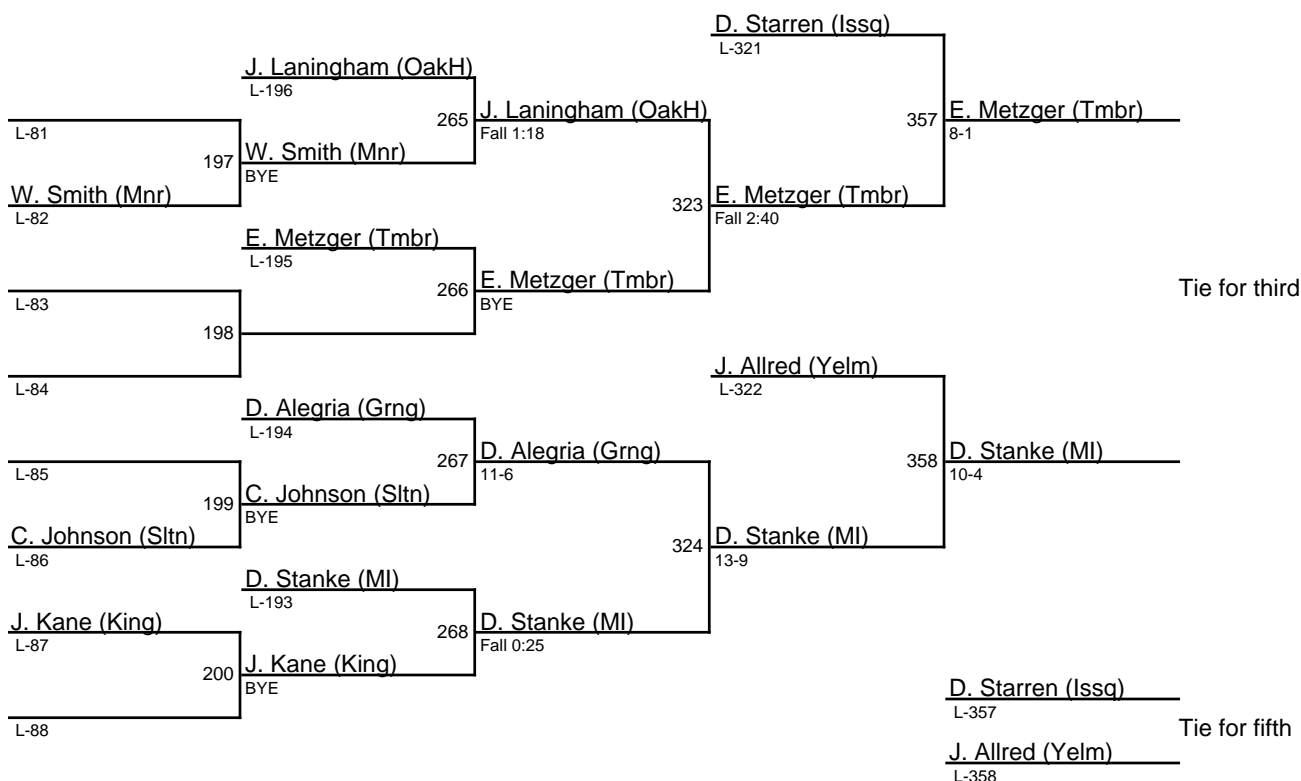 D. Starren (Issq)
L-321
J. Laningham (OakH)
L-196
265 J. Laningham (OakH)
Fall 1:18
357 E. Metzger (Tmbr)
8-1
L-81
197 W. Smith (Mnr)
BYE
W. Smith (Mnr)
L-82
323 E. Metzger (Tmbr)
Fall 2:40
E. Metzger (Tmbr)
L-195
266 E. Metzger (Tmbr)
BYE
L-83
Tie for third
198
L-84
J. Allred (Yelm)
L-322
D. Alegria (Grng)
L-194
267 D. Alegria (Grng)
11-6
358 D. Stanke (MI)
10-4
L-85
199 C. Johnson (Sltn)
BYE
C. Johnson (Sltn)
L-86
324 D. Stanke (MI)
13-9
D. Stanke (MI)
L-193
268 D. Stanke (MI)
Fall 0:25
J. Kane (King)
L-87
200 J. Kane (King)
BYE
L-88
D. Starren (Issq)
L-357
Tie for fifth
J. Allred (Yelm)
L-358